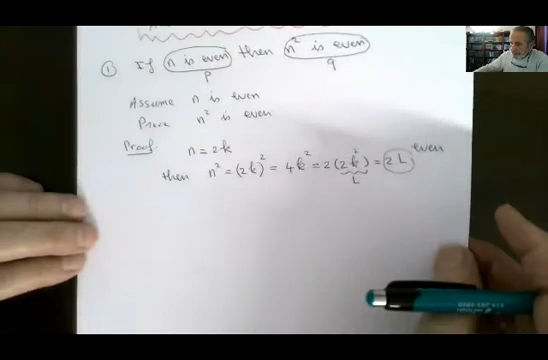 ① If n is even then n² is even
p q
Assume n is even
Prove n² is even
Proof n = 2k
then n² = (2k)² = 4k² = 2(2k²) = 2L even
L